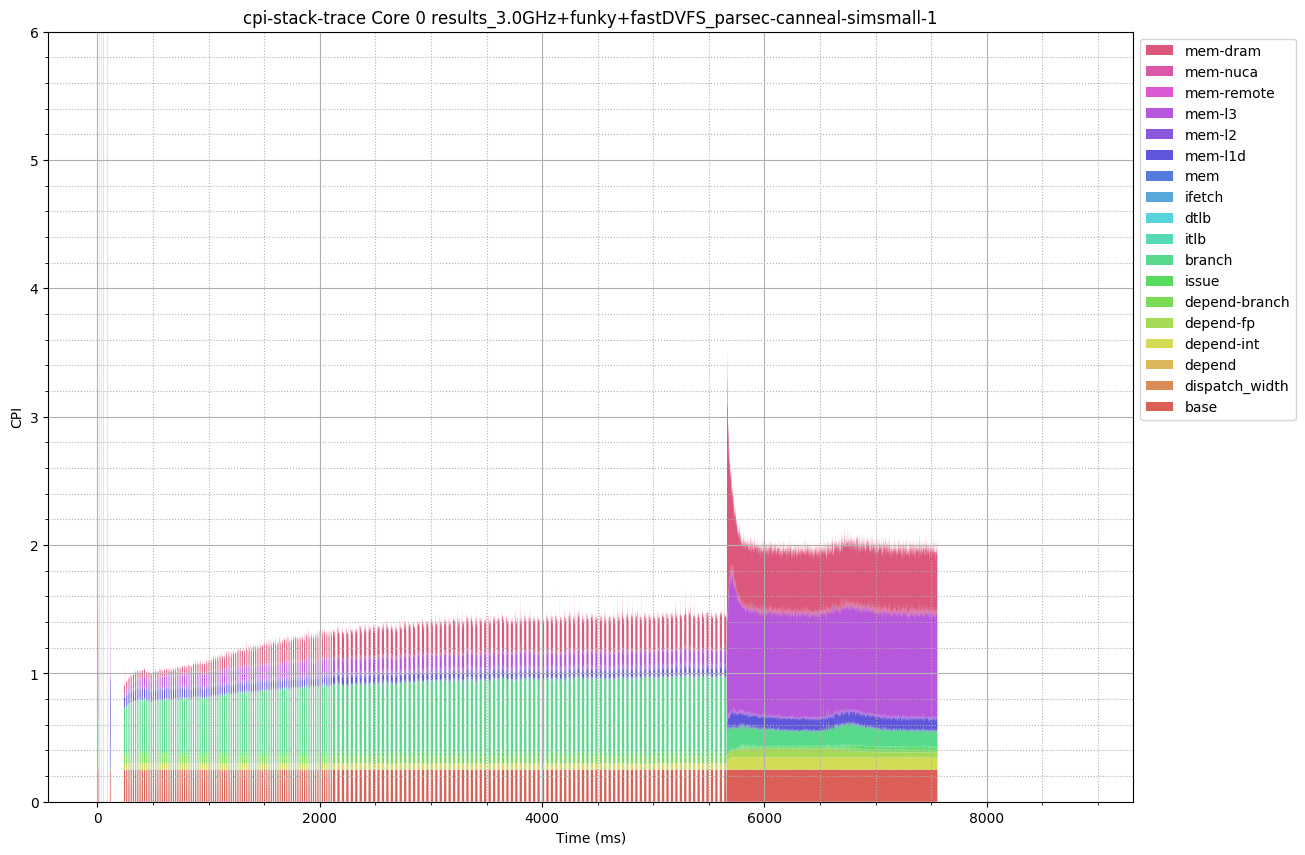 cpi-stack-trace Core 0 results_3.0GHz+funky+fastDVFS_parsec-canneal-simsmall-1
6
5
4
3
2
1
0
CPI
0 2000 4000 6000 8000
Time (ms)
mem-dram
mem-nuca
mem-remote
mem-l3
mem-l2
mem-l1d
mem
ifetch
dtlb
itlb
branch
issue
depend-branch
depend-fp
depend-int
depend
dispatch_width
base